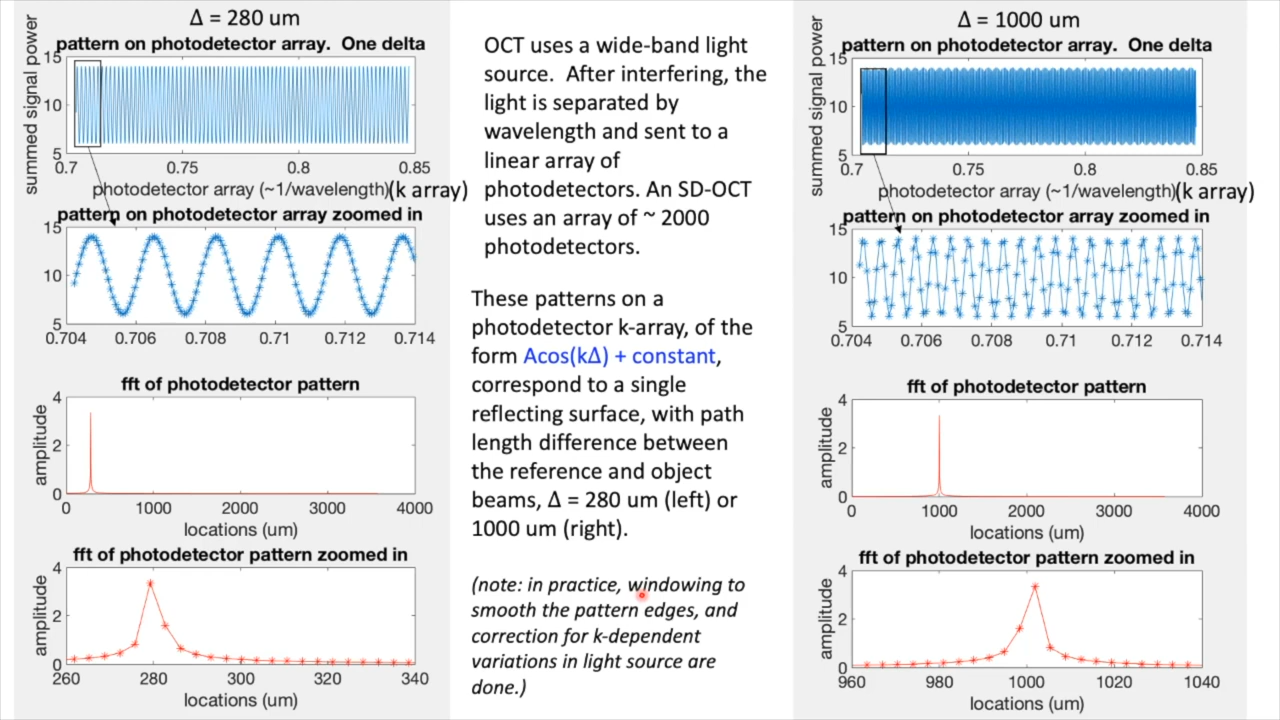 Δ = 280 um
pattern on photodetector array.  One delta
summed signal power
15
10
5
0.7
0.75
0.8
0.85
photodetector array (~1/wavelength)(k array)
pattern on photodetector array zoomed in
15
10
5
0.704
0.706
0.708
0.71
0.712
0.714
fft of photodetector pattern
amplitude
4
2
0
0
1000
2000
3000
4000
locations (um)
fft of photodetector pattern zoomed in
amplitude
4
2
0
260
280
300
320
340
locations (um)
OCT uses a wide-band light
source.  After interfering, the
light is separated by
wavelength and sent to a
linear array of
photodetectors. An SD-OCT
uses an array of ~ 2000
photodetectors.
These patterns on a
photodetector k-array, of the
form Acos(kΔ) + constant,
correspond to a single
reflecting surface, with path
length difference between
the reference and object
beams, Δ = 280 um (left) or
1000 um (right).
(note: in practice, windowing to
smooth the pattern edges, and
correction for k-dependent
variations in light source are
done.)
Δ = 1000 um
pattern on photodetector array.  One delta
summed signal power
15
10
5
0.7
0.75
0.8
0.85
photodetector array (~1/wavelength)(k array)
pattern on photodetector array zoomed in
15
10
5
0.704
0.706
0.708
0.71
0.712
0.714
fft of photodetector pattern
amplitude
4
2
0
0
1000
2000
3000
4000
locations (um)
fft of photodetector pattern zoomed in
amplitude
4
2
0
960
980
1000
1020
1040
locations (um)